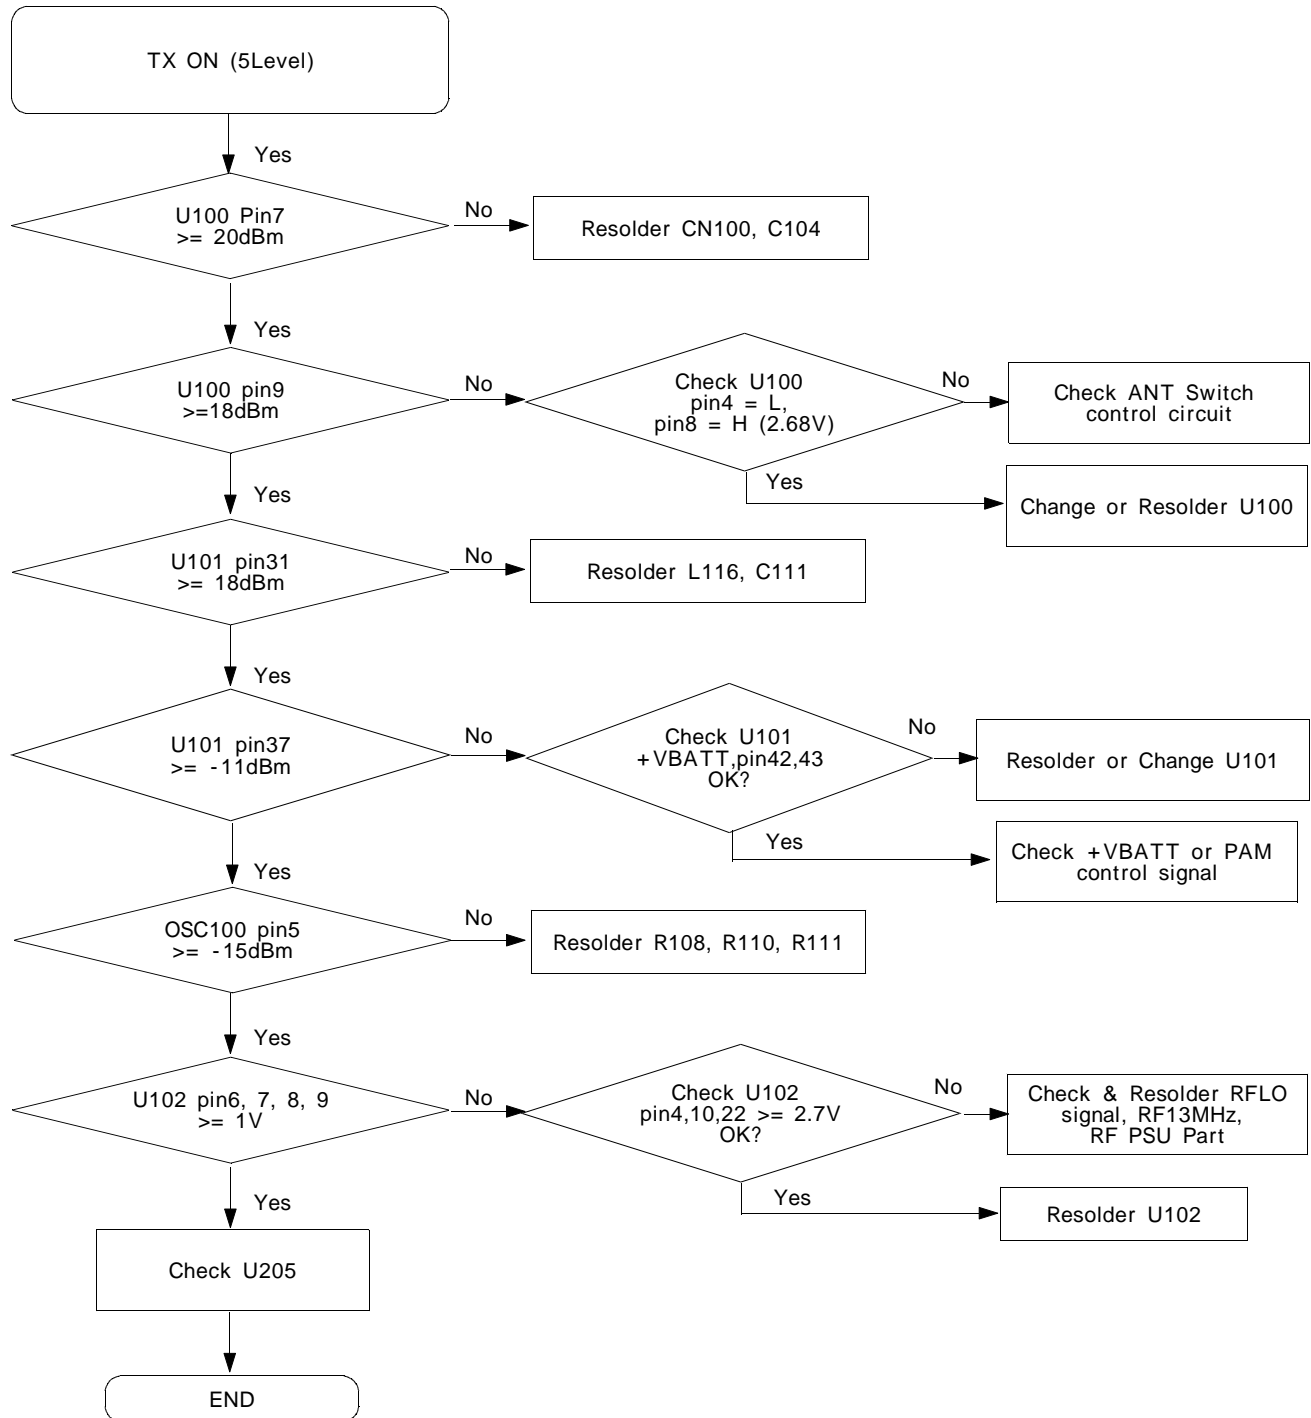 TX ON (5Level)
Yes
U100 Pin7
>= 20dBm
No
Resolder CN100, C104
Yes
U100 pin9
>=18dBm
No
Check U100
pin4 = L,
pin8 = H (2.68V)
No
Check ANT Switch
control circuit
Yes
Change or Resolder U100
Yes
U101 pin31
>= 18dBm
No
Resolder L116, C111
Yes
U101 pin37
>= -11dBm
No
Check U101
+VBATT,pin42,43
OK?
No
Resolder or Change U101
Yes
Check +VBATT or PAM
control signal
Yes
OSC100 pin5
>= -15dBm
No
Resolder R108, R110, R111
Yes
U102 pin6, 7, 8, 9
>= 1V
No
Check U102
pin4,10,22 >= 2.7V
OK?
No
Check & Resolder RFLO
signal, RF13MHz,
RF PSU Part
Yes
Resolder U102
Yes
Check U205
END